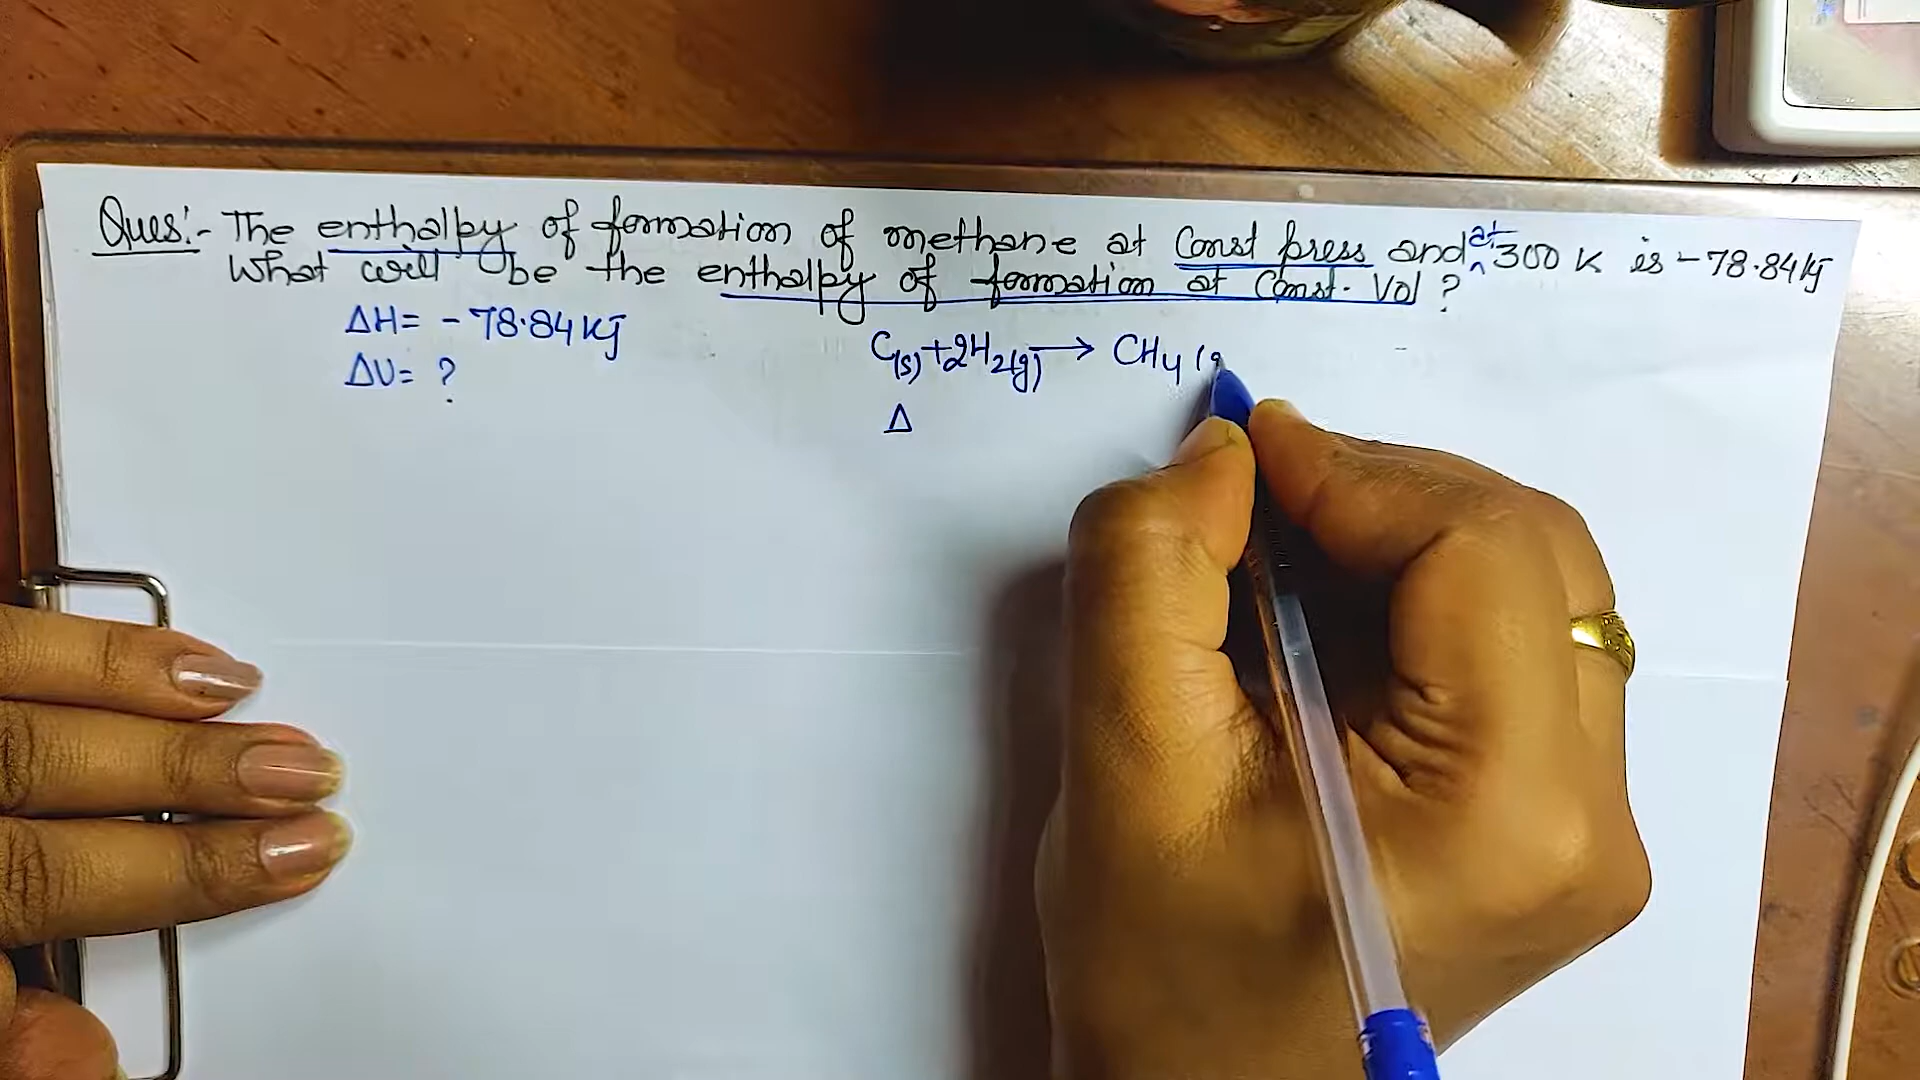 Ques:- The enthalpy of formation of methane at Const press and at 300 K is -78.84 kJ
What will be the enthalpy of formation at Const. Vol ?
ΔH= -78.84 KJ
ΔU= ?
C(s)+2H2(g) → CH4 (g
Δ